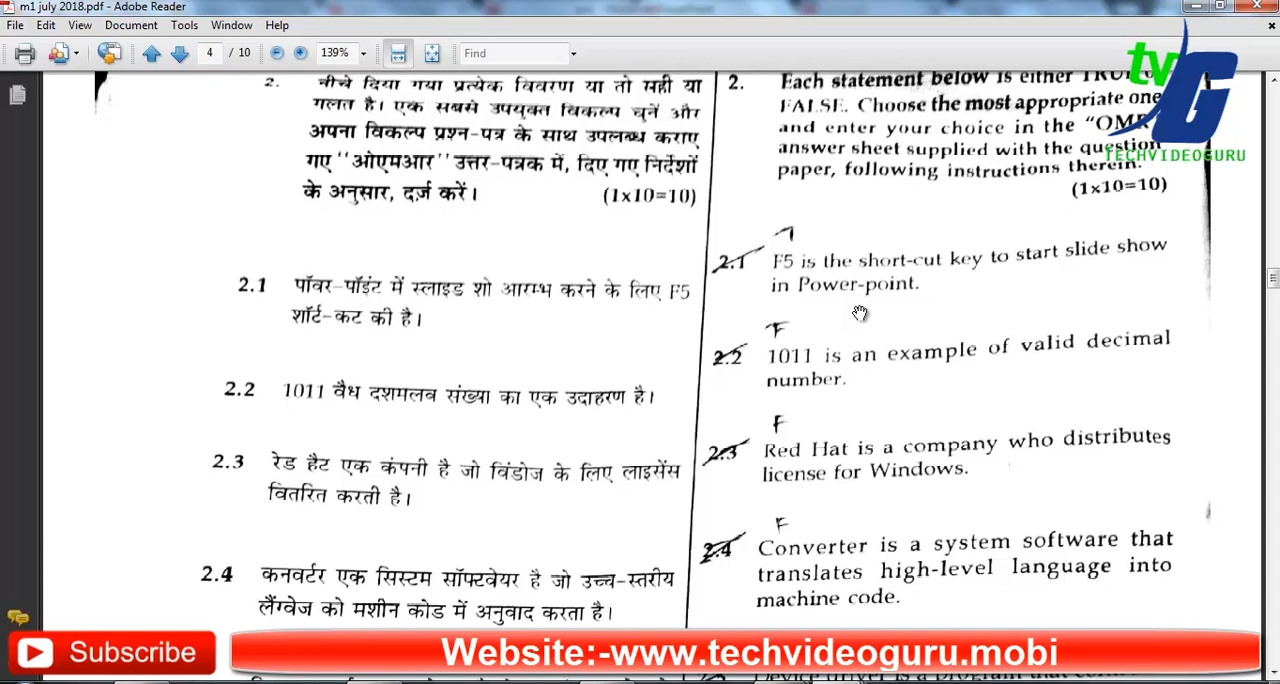 m1 july 2018.pdf - Adobe Reader
File Edit View Document Tools Window Help
4 / 10 139% Find
tvG
TECHVIDEOGURU
2. नीचे दिया गया प्रत्येक विवरण या तो सही या
गलत है। एक सबसे उपयुक्त विकल्प चुनें और
अपना विकल्प प्रश्न-पत्र के साथ उपलब्ध कराए
गए "ओएमआर" उत्तर-पत्रक में, दिए गए निर्देशों
के अनुसार, दर्ज़ करें। (1x10=10)
2.1 पॉवर-पॉइंट में स्लाइड शो आरम्भ करने के लिए F5
शॉर्ट-कट की है।
2.2 1011 वैध दशमलव संख्या का एक उदाहरण है।
2.3 रेड हैट एक कंपनी है जो विंडोज के लिए लाइसेंस
वितरित करती है।
2.4 कनवर्टर एक सिस्टम सॉफ्टवेयर है जो उच्च-स्तरीय
लैंग्वेज को मशीन कोड में अनुवाद करता है।
2. Each statement below is either
FALSE. Choose the most appropriate one
and enter your choice in the "OMR
answer sheet supplied with the question
paper, following instructions therein.
(1x10=10)
2.1 F5 is the short-cut key to start slide show
in Power-point.
F
2.2 1011 is an example of valid decimal
number.
F
2.3 Red Hat is a company who distributes
license for Windows.
F
2.4 Converter is a system software that
translates high-level language into
machine code.
Subscribe
Website:-www.techvideoguru.mobi